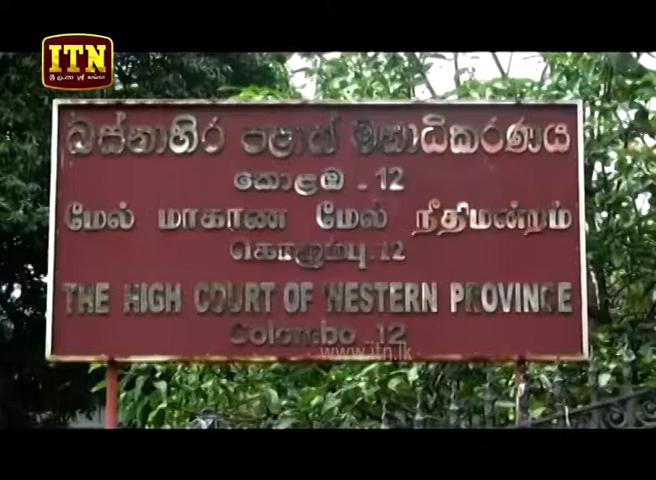 ITN
බස්නාහිර පළාත් මහාධිකරණය
කොළඹ . 12
மேல் மாகாண மேல் நீதிமன்றம்
கொழும்பு . 12
THE HIGH COURT OF WESTERN PROVINCE
Colombo . 12
www.itn.lk